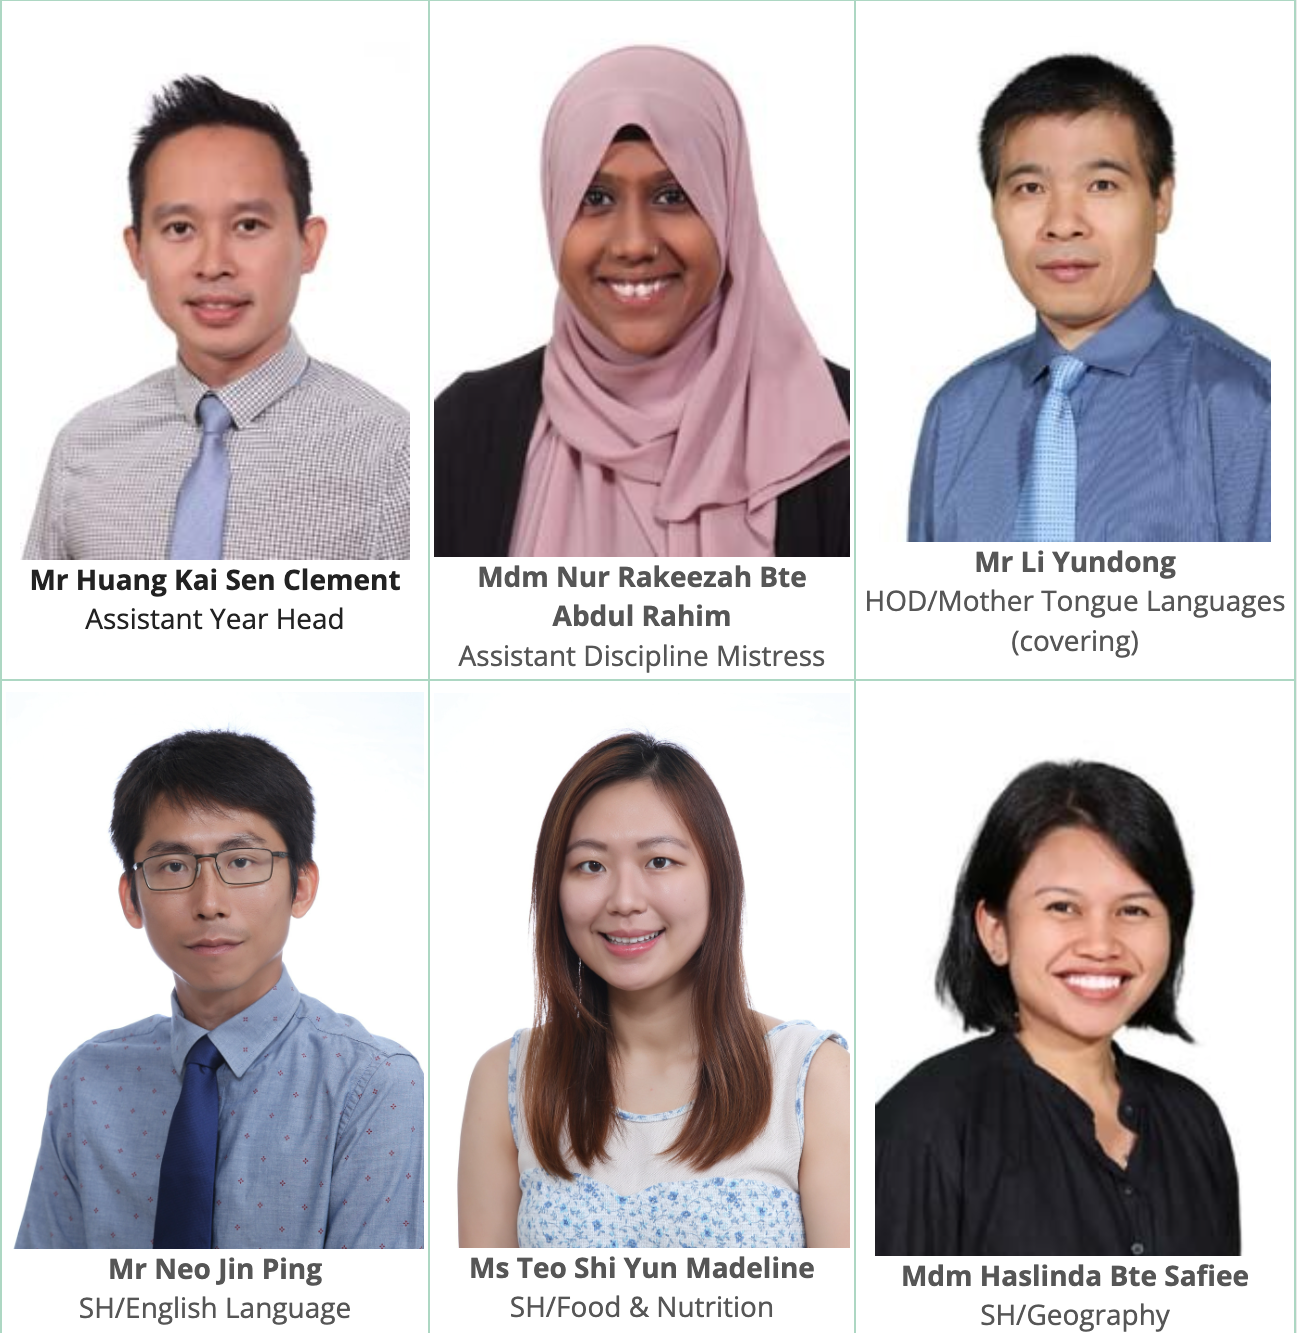 Mr Huang Kai Sen Clement
Assistant Year Head
Mdm Nur Rakeezah Bte
Abdul Rahim
Assistant Discipline Mistress
Mr Li Yundong
HOD/Mother Tongue Languages
(covering)
Mr Neo Jin Ping
SH/English Language
Ms Teo Shi Yun Madeline
SH/Food & Nutrition
Mdm Haslinda Bte Safiee
SH/Geography